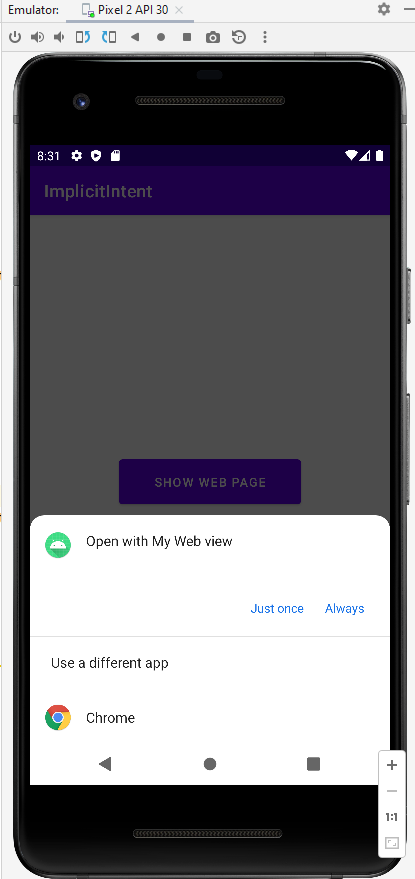 Emulator: Pixel 2 API 30
8:31
ImplicitIntent
SHOW WEB PAGE
Open with My Web view
Just once Always
Use a different app
Chrome
1:1